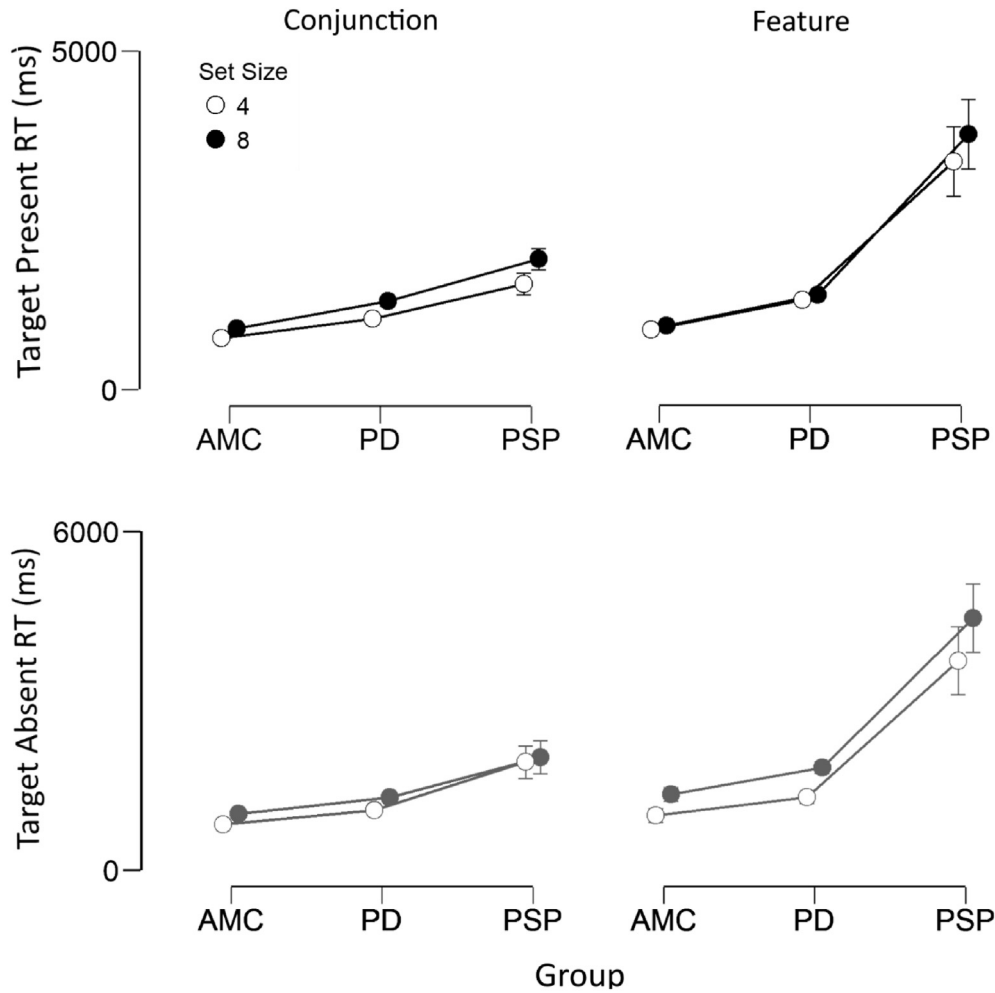 Conjunction
Feature
Target Present RT (ms)
5000
0
Set Size
4
8
AMC PD PSP
AMC PD PSP
Target Absent RT (ms)
6000
0
AMC PD PSP
AMC PD PSP
Group